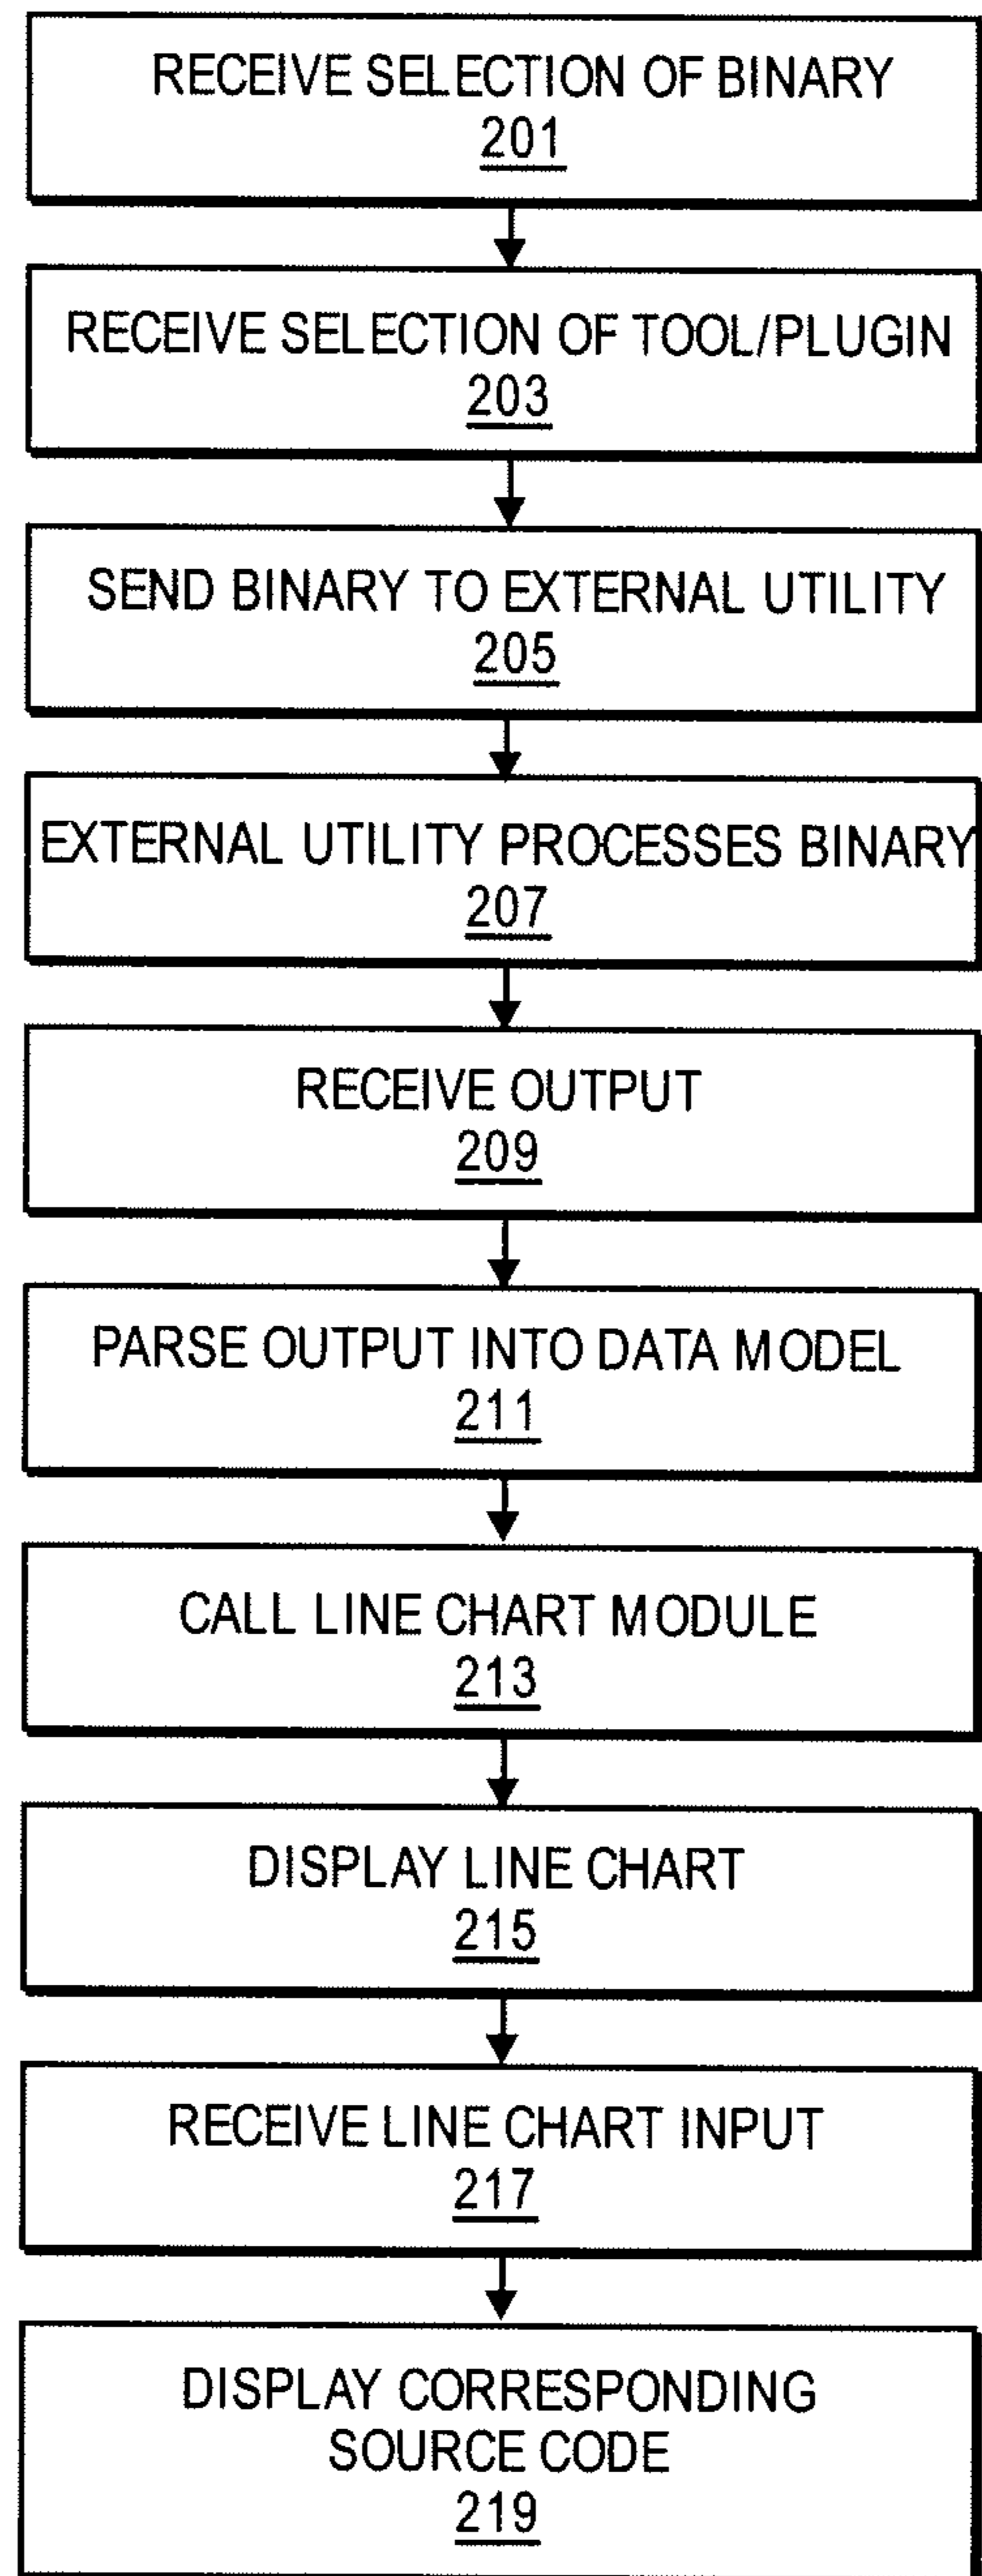 RECEIVE SELECTION OF BINARY
201
RECEIVE SELECTION OF TOOL/PLUGIN
203
SEND BINARY TO EXTERNAL UTILITY
205
EXTERNAL UTILITY PROCESSES BINARY
207
RECEIVE OUTPUT
209
PARSE OUTPUT INTO DATA MODEL
211
CALL LINE CHART MODULE
213
DISPLAY LINE CHART
215
RECEIVE LINE CHART INPUT
217
DISPLAY CORRESPONDING
SOURCE CODE
219